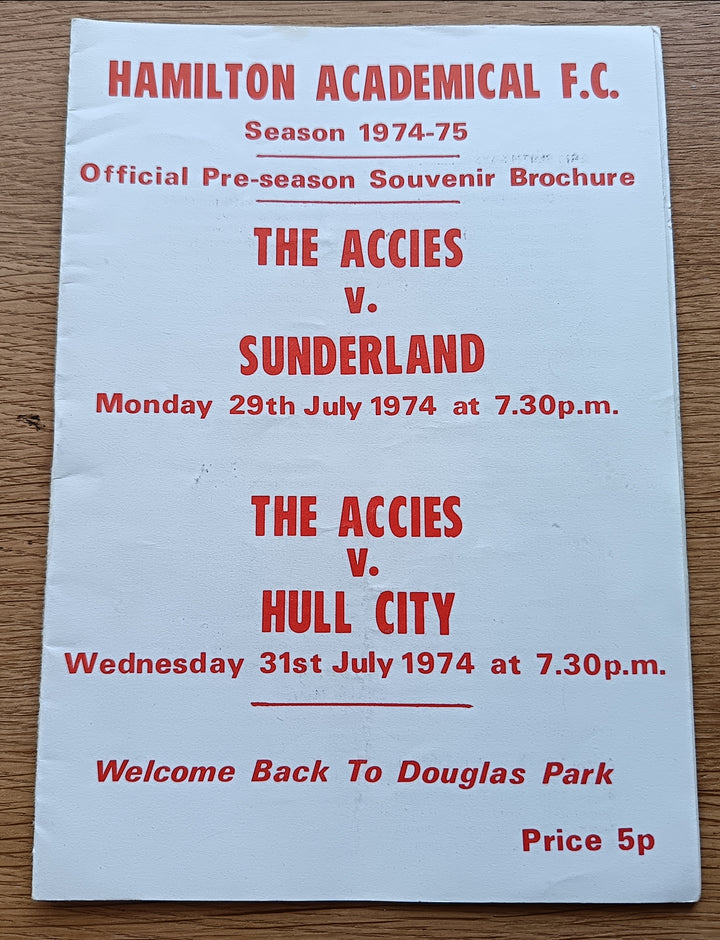 HAMILTON ACADEMICAL F.C.
Season 1974-75
Official Pre-season Souvenir Brochure
THE ACCIES
v.
SUNDERLAND
Monday 29th July 1974 at 7.30p.m.
THE ACCIES
v.
HULL CITY
Wednesday 31st July 1974 at 7.30p.m.
Welcome Back To Douglas Park
Price 5p